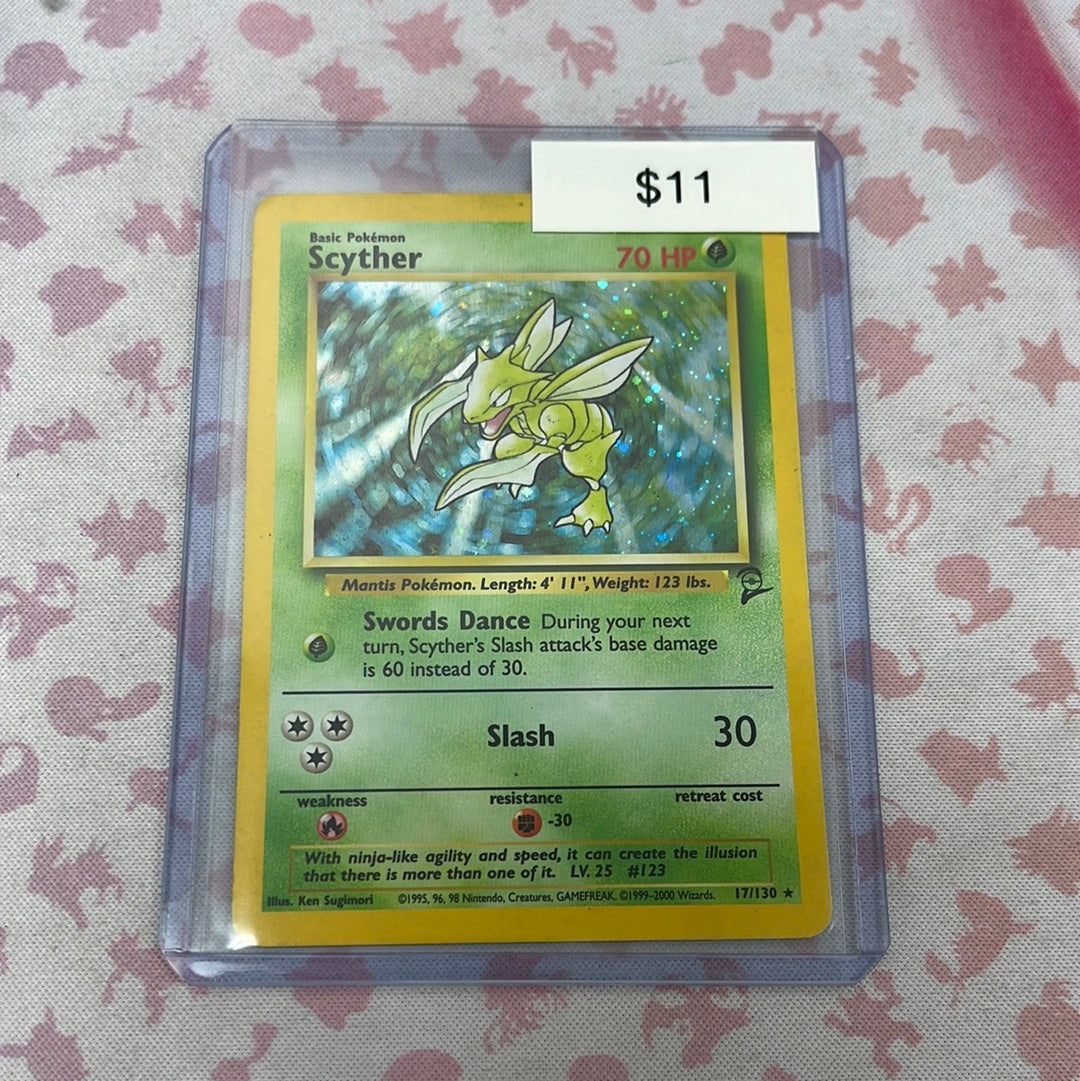 $11
Basic Pokémon
Scyther 70 HP
Mantis Pokémon. Length: 4' 11", Weight: 123 lbs.
Swords Dance During your next
turn, Scyther's Slash attack's base damage
is 60 instead of 30.
Slash 30
weakness resistance retreat cost
-30
With ninja-like agility and speed, it can create the illusion
that there is more than one of it. LV. 25 #123
Illus. Ken Sugimori ©1995, 96, 98 Nintendo, Creatures, GAMEFREAK. ©1999-2000 Wizards. 17/130 ★